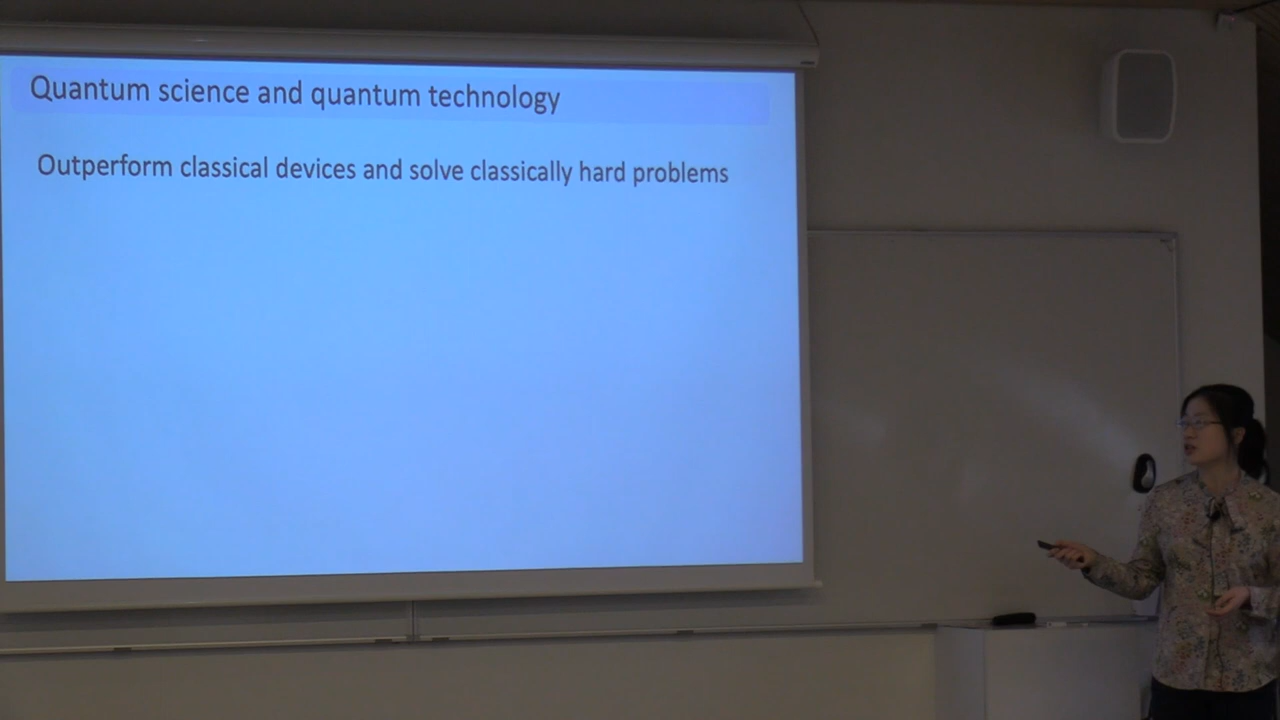 Quantum science and quantum technology
Outperform classical devices and solve classically hard problems